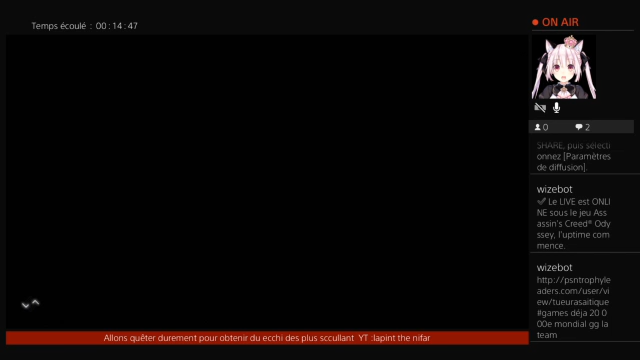 Temps écoulé : 00:14:47
ON AIR
0
2
SHARE, puis sélecti
onnez [Paramètres
de diffusion].
wizebot
Le LIVE est ONLI
NE sous le jeu Ass
assin's Creed® Ody
ssey, l'uptime com
mence.
wizebot
http://psntrophyle
aders.com/user/vi
ew/tueurasaitique
#games déja 20 0
00e mondial gg la
team
Allons quêter durement pour obtenir du ecchi des plus sccullant YT :lapint the nifar